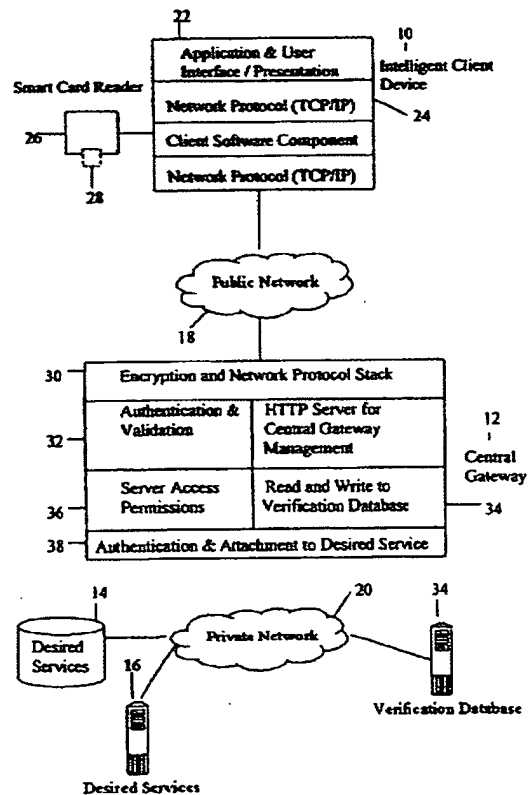 22
10
Application & User
Interface / Presentation
Intelligent Client
Device
Smart Card Reader
Network Protocol (TCP/IP)
24
26
Client Software Component
28
Network Protocol (TCP/IP)
Public Network
18
30
Encryption and Network Protocol Stack
Authentication &
Validation
HTTP Server for
Central Gateway
Management
32
12
Central
Gateway
Server Access
Permissions
Read and Write to
Verification Database
36
34
38
Authentication & Attachment to Desired Service
14
20
34
Private Network
Desired
Services
16
Verification Database
Desired Services